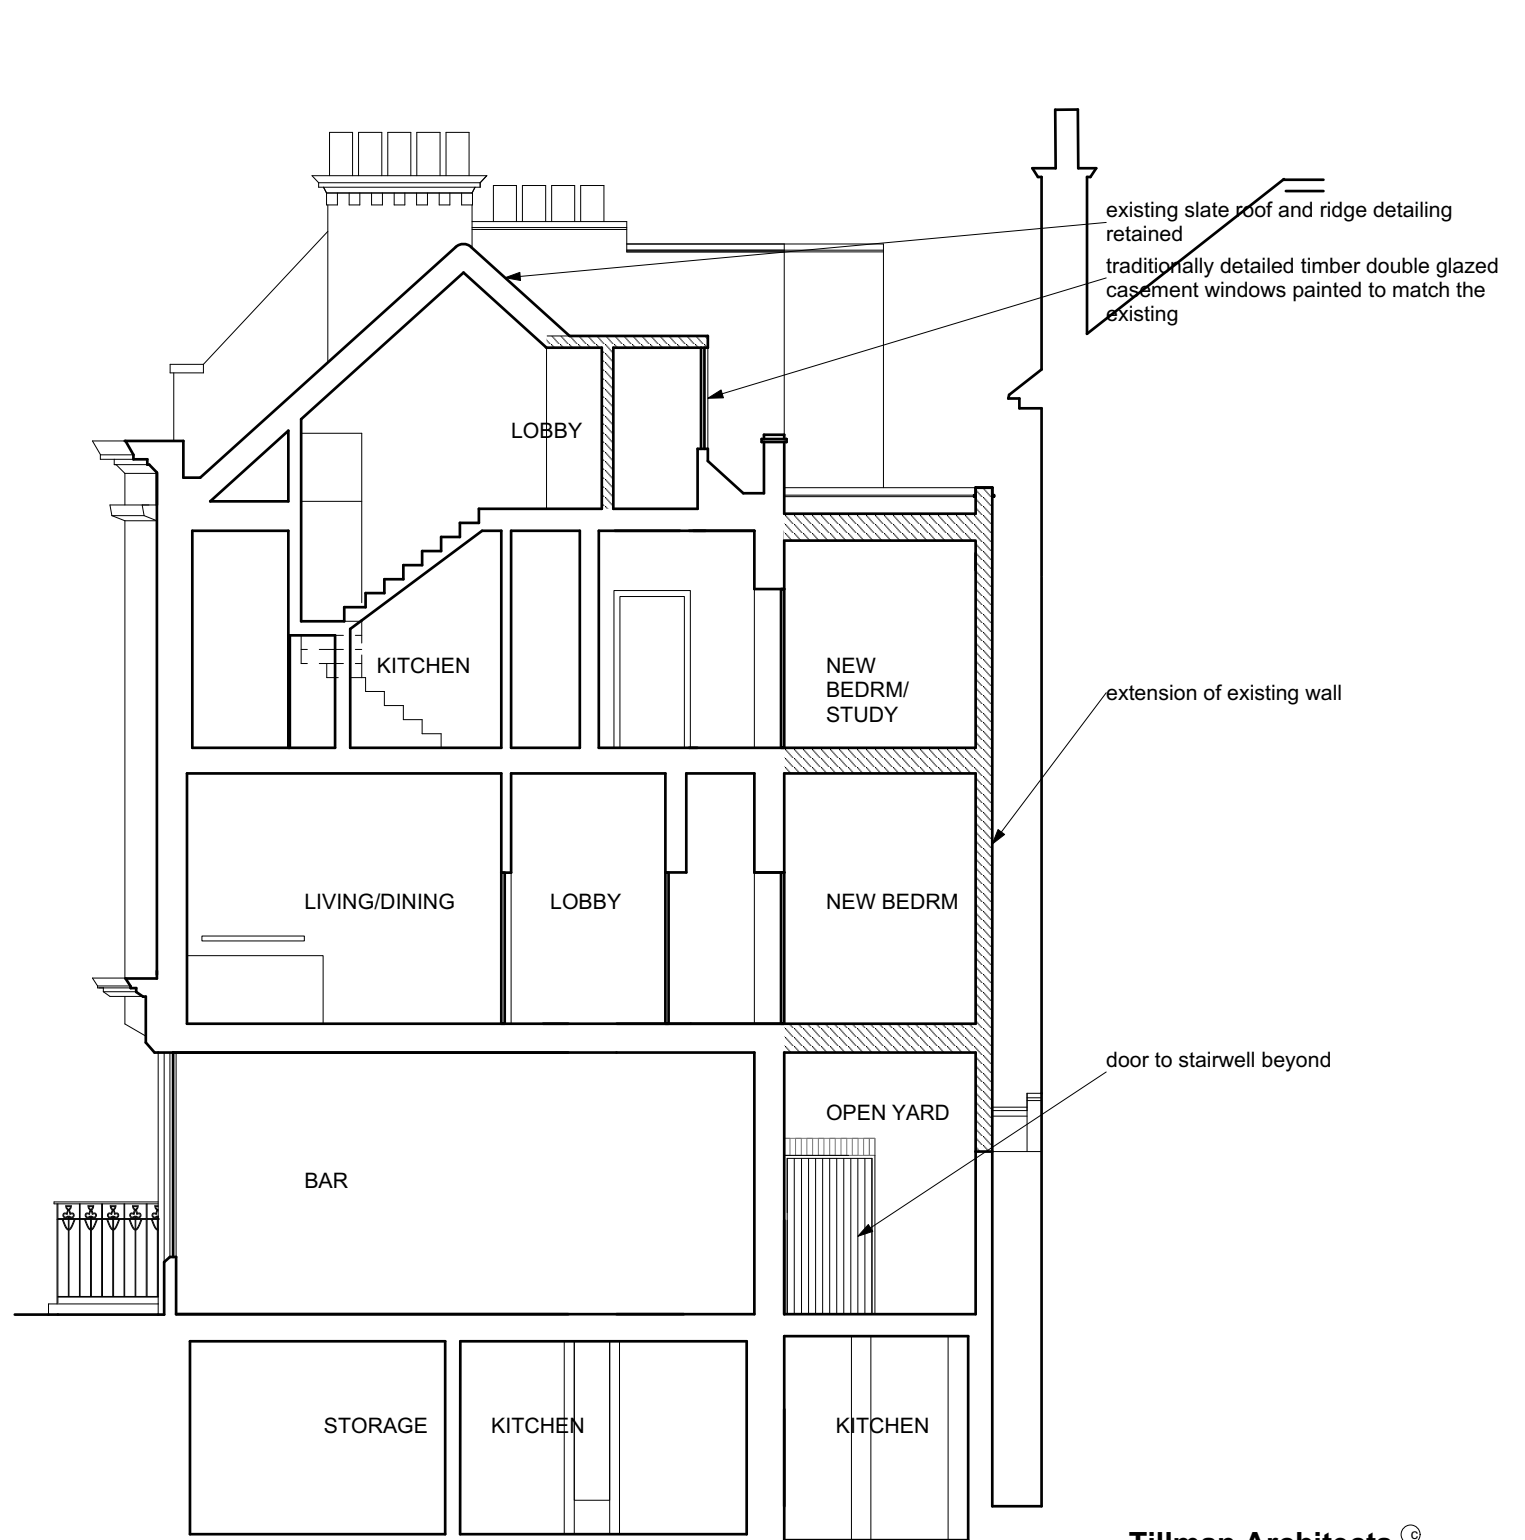 existing slate roof and ridge detailing
retained
traditionally detailed timber double glazed
casement windows painted to match the
existing
LOBBY
KITCHEN
NEW
BEDRM/
STUDY
extension of existing wall
LIVING/DINING
LOBBY
NEW BEDRM
door to stairwell beyond
OPEN YARD
BAR
STORAGE
KITCHEN
KITCHEN
Tillman Architects ©